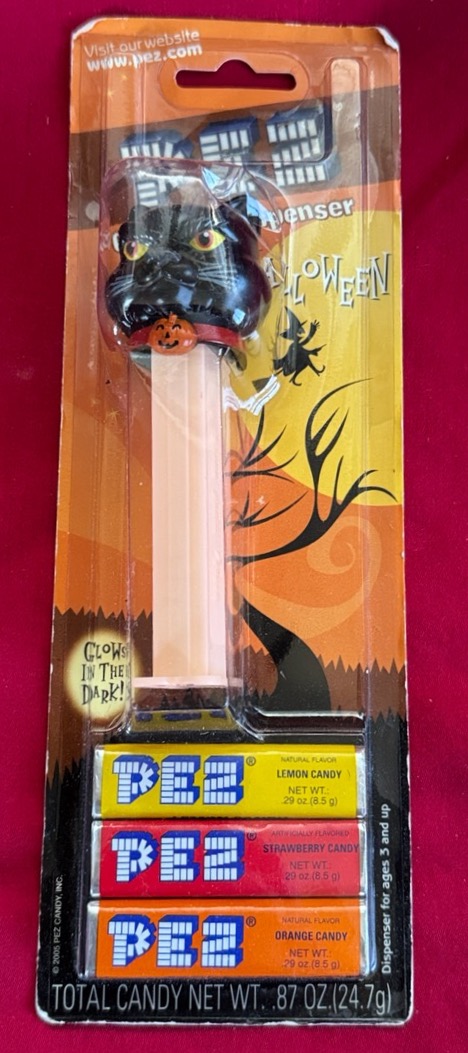 Visit our website
www.pez.com
PEZ
penser
ALLOWEEN
GLOWS
IN THE
DARK!
PEZ®
NATURAL FLAVOR
LEMON CANDY
NET WT.:
.29 oz.(8.5 g)
PEZ®
ARTIFICIALLY FLAVORED
STRAWBERRY CANDY
NET WT.:
.29 oz.(8.5 g)
PEZ®
NATURAL FLAVOR
ORANGE CANDY
NET WT.:
.29 oz.(8.5 g)
© 2005 PEZ CANDY, INC.
Dispenser for ages 3 and up
TOTAL CANDY NET WT. .87 OZ.(24.7g)